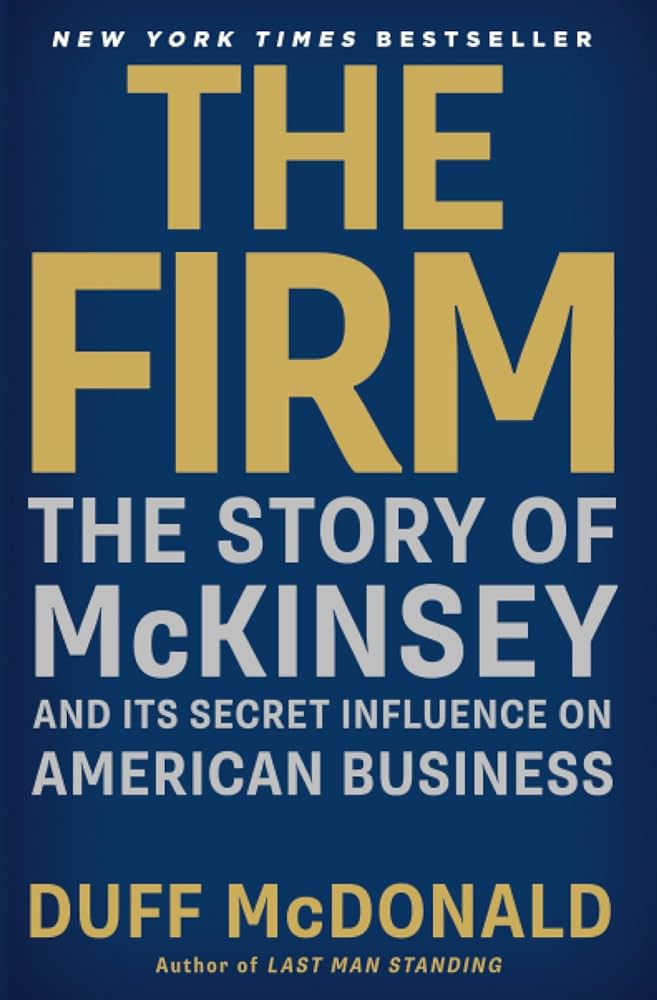 NEW YORK TIMES BESTSELLER
THE
FIRM
THE STORY OF
McKINSEY
AND ITS SECRET INFLUENCE ON
AMERICAN BUSINESS
DUFF McDONALD
Author of LAST MAN STANDING